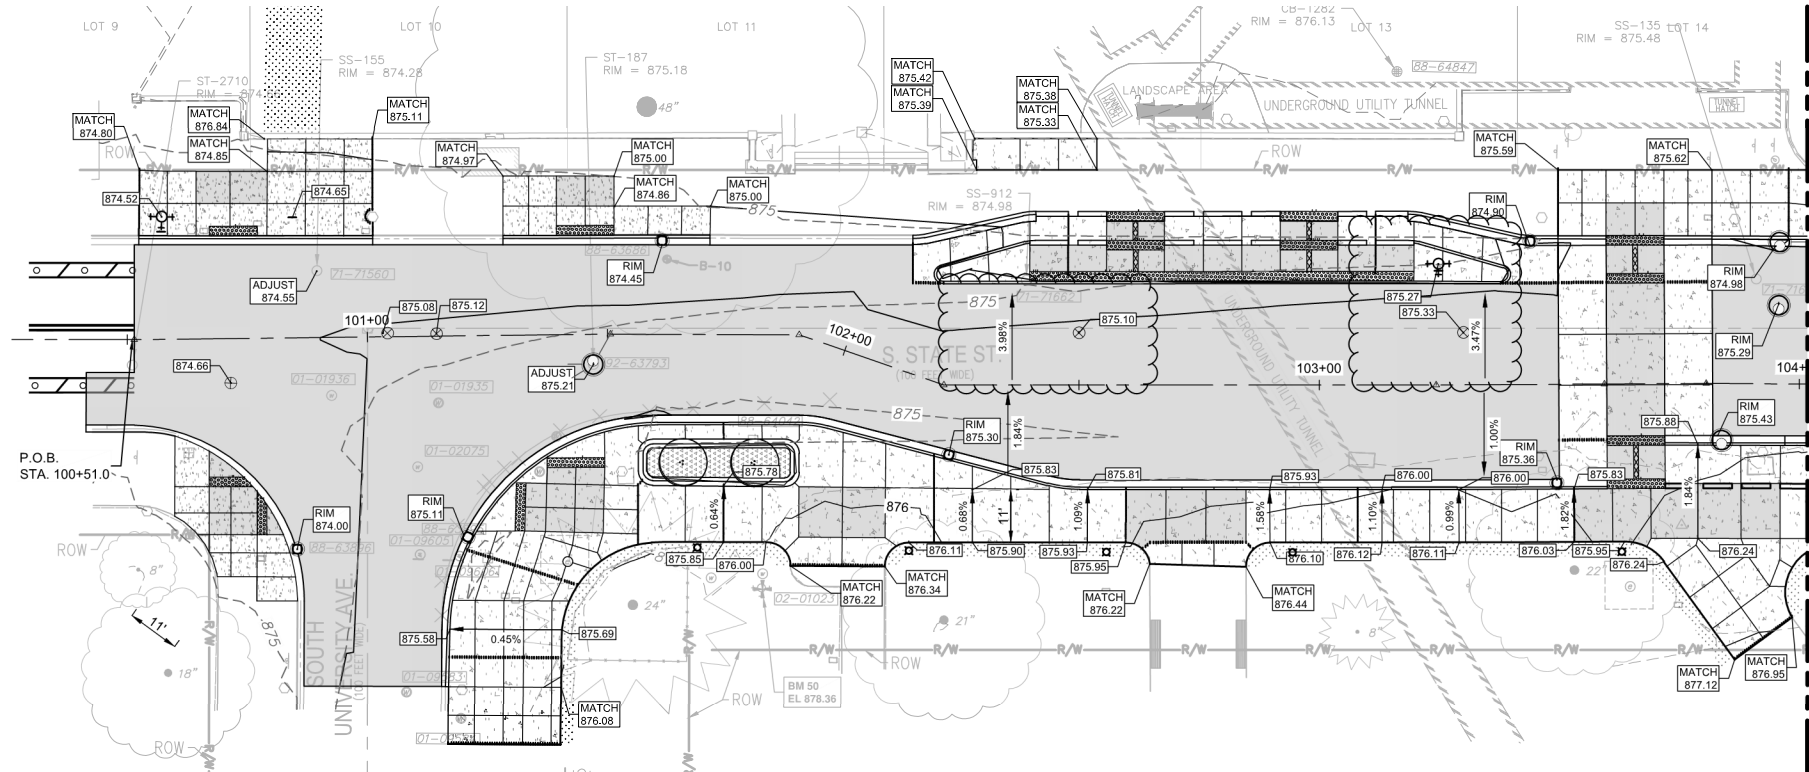 LOT 9
LOT 10
LOT 11
CB-1282
RIM = 876.13
LOT 13
SS-135
RIM = 875.48
LOT 14
SS-155
RIM = 874.28
ST-187
RIM = 875.18
ST-2710
RIM = 874.
48"
88-64847
MATCH
875.42
MATCH
875.39
MATCH
875.38
MATCH
875.33
LANDSCAPE AREA
UNDERGROUND UTILITY TUNNEL
MATCH
874.80
MATCH
876.84
MATCH
874.85
MATCH
875.11
ROW
MATCH
874.97
MATCH
875.00
MATCH
874.86
MATCH
875.00
MATCH
875.59
MATCH
875.62
ROW
R/W
R/W
R/W
R/W
R/W
R/W
R/W
R/W
R/W
R/W
R/W
874.52
874.65
875
SS-912
RIM = 874.98
RIM
874.90
88-63686
B-10
RIM
874.45
71-71560
ADJUST
874.55
RIM
874.98
875
71-71662
875.27
875.33
101+00
875.08
875.12
102+00
875.10
3.98%
3.47%
S. STATE ST.
(100 FEET WIDE)
UNDERGROUND UTILITY TUNNEL
RIM
875.29
103+00
104+
874.66
01-01936
01-01935
ADJUST
875.21
92-63793
875
88-64042
RIM
875.30
1.84%
1.00%
RIM
875.43
875.88
P.O.B.
STA. 100+51.0
01-02075
875.78
875.83
875.81
875.93
876.00
876.00
RIM
875.36
875.83
RIM
874.00
RIM
875.11
0.64%
876
0.68%
11'
1.09%
1.58%
1.10%
0.99%
1.82%
1.84%
ROW
R/W
875.85
876.00
876.11
875.90
875.93
875.95
876.10
876.12
876.11
876.03
875.95
876.24
876.24
8"
24"
02-01023
MATCH
876.22
MATCH
876.34
21"
MATCH
876.22
MATCH
876.44
22"
8"
11'
875
R/W
SOUTH
UNIVERSITY AVE.
(100 FEET WIDE)
875.58
0.45%
875.69
R/W
R/W
R/W
R/W
R/W
R/W
R/W
R/W
R/W
ROW
18"
BM 50
EL 878.36
ROW
MATCH
877.12
MATCH
876.95
MATCH
876.08
ROW
R/W
R/W